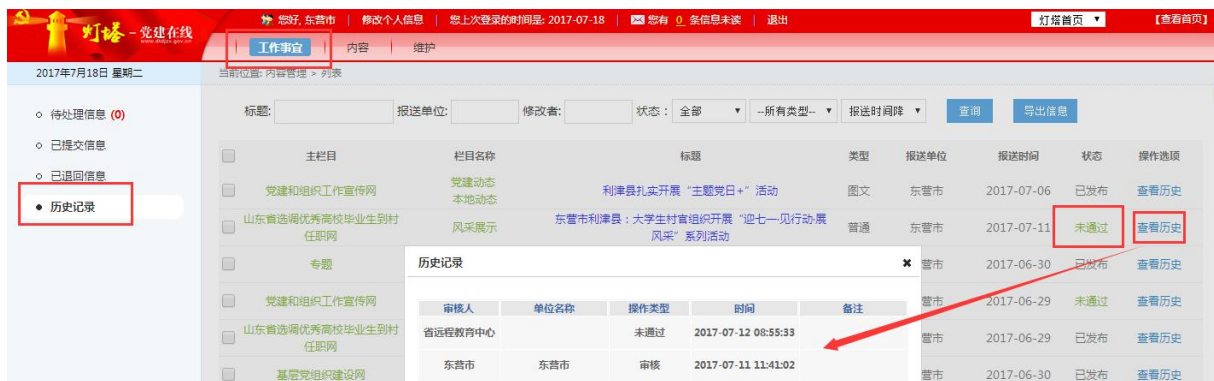 灯塔-党建在线
www.dtdjzx.gov.cn
您好, 东营市 | 修改个人信息 | 您上次登录的时间是: 2017-07-18 | 您有 0 条信息未读 | 退出
灯塔首页 ▼ 【查看首页】
工作事宜 | 内容 | 维护
2017年7月18日 星期二
当前位置: 内容管理 > 列表
待处理信息 (0)
已提交信息
已退回信息
历史记录
标题: 报送单位: 修改者: 状态: 全部 ▼ --所有类型-- ▼ 报送时间降 ▼ 查询 导出信息
主栏目 栏目名称 标题 类型 报送单位 报送时间 状态 操作选项
党建和组织工作宣传网 党建动态 本地动态 利津县扎实开展“主题党日+”活动 图文 东营市 2017-07-06 已发布 查看历史
山东省选调优秀高校毕业生到村任职网 风采展示 东营市利津县:大学生村官组织开展“迎七一·见行动·展风采”系列活动 普通 东营市 2017-07-11 未通过 查看历史
专题 营市 2017-06-30 已发布 查看历史
党建和组织工作宣传网 营市 2017-06-29 未通过 查看历史
山东省选调优秀高校毕业生到村任职网 营市 2017-06-29 已发布 查看历史
基层党组织建设网 营市 2017-06-30 已发布 查看历史
历史记录 ✖
审核人 单位名称 操作类型 时间 备注
省远程教育中心 未通过 2017-07-12 08:55:33
东营市 东营市 审核 2017-07-11 11:41:02